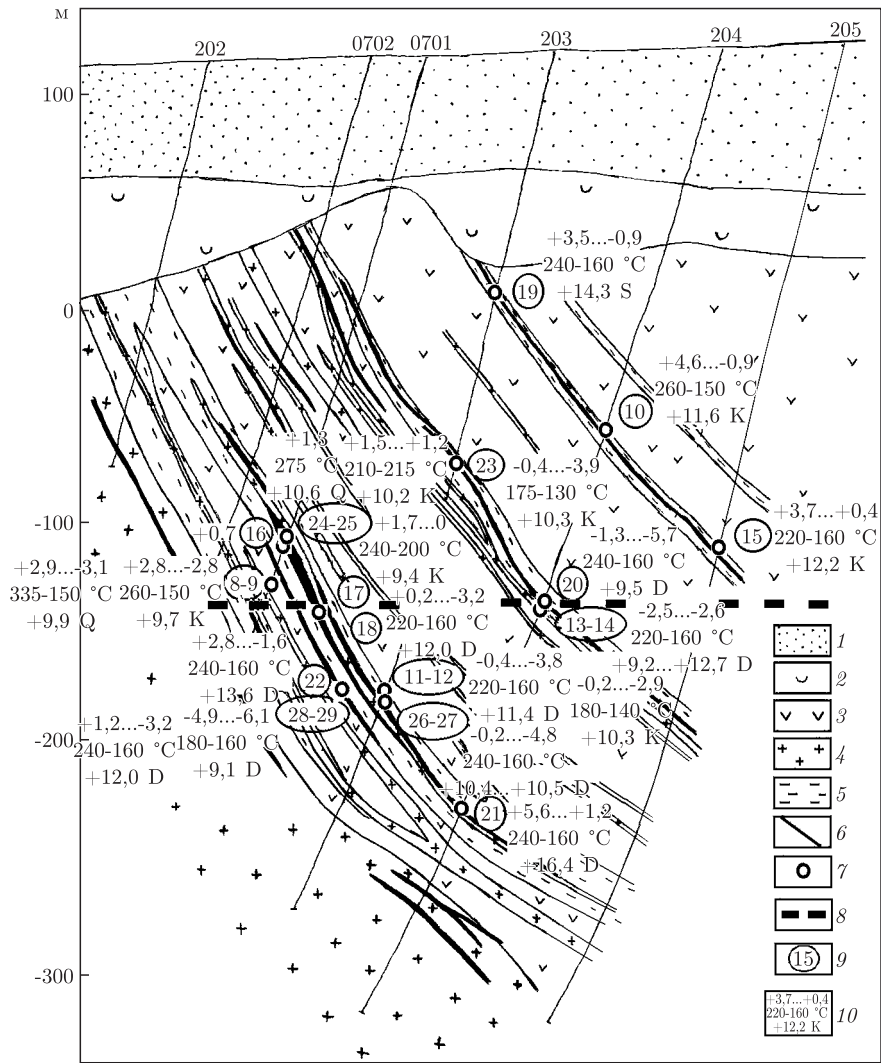 м
202
0702
0701
203
204
205
100
0
-100
-200
-300
+3,5...-0,9
240-160 °C
+14,3 S
19
+4,6...-0,9
260-150 °C
+11,6 K
10
+1,3
275 °C
+10,6 Q
24-25
+1,5...+1,2
210-215 °C
+10,2 K
23
-0,4...-3,9
175-130 °C
+10,3 K
+3,7...+0,4
220-160 °C
+12,2 K
15
+0,7
16
+1,7...0
240-200 °C
+9,4 K
-1,3...-5,7
240-160 °C
+9,5 D
20
+2,9...-3,1
335-150 °C
+9,9 Q
+2,8...-2,8
260-150 °C
+9,7 K
8-9
17
+0,2...-3,2
220-160 °C
+12,0 D
18
13-14
-2,5...-2,6
220-160 °C
+9,2...+12,7 D
+2,8...-1,6
240-160 °C
+13,6 D
22
11-12
-0,4...-3,8
220-160 °C
+11,4 D
-0,2...-2,9
180-140 °C
+10,3 K
+1,2...-3,2
240-160 °C
+12,0 D
-4,9...-6,1
180-160 °C
+9,1 D
28-29
26-27
-0,2...-4,8
240-160
+10,4...+10,5 D
21
+5,6...+1,2
240-160 °C
+16,4 D
1
2
3
4
5
6
7
8
15
9
+3,7...+0,4
220-160 °C
+12,2 K
10